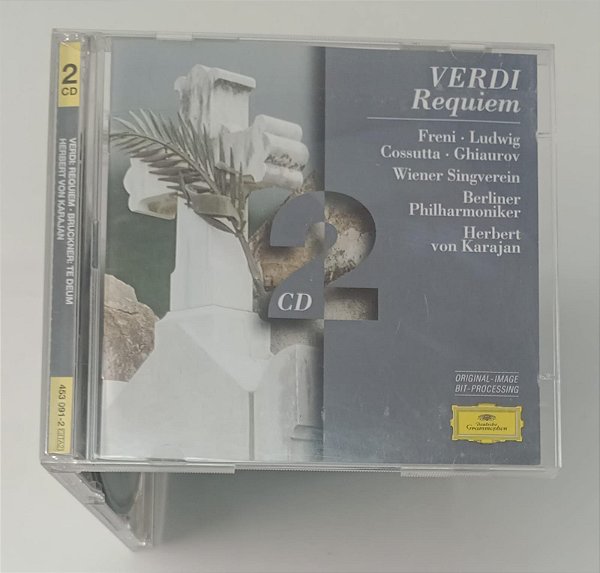 2
CD
VERDI: REQUIEM · BRUCKNER: TE DEUM
HERBERT VON KARAJAN
453 091-2
VERDI
Requiem
Freni · Ludwig
Cossutta · Ghiaurov
Wiener Singverein
Berliner
Philharmoniker
Herbert
von Karajan
2
CD
ORIGINAL-IMAGE
BIT-PROCESSING
Deutsche
Grammophon